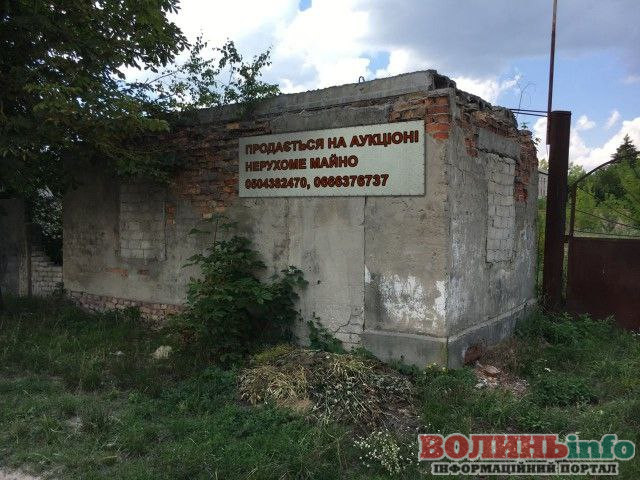 ПРОДАЄТЬСЯ НА АУКЦІОНІ
НЕРУХОМЕ МАЙНО
0504382470, 0666376737
ВОЛИНЬinfo
ІНФОРМАЦІЙНИЙ ПОРТАЛ